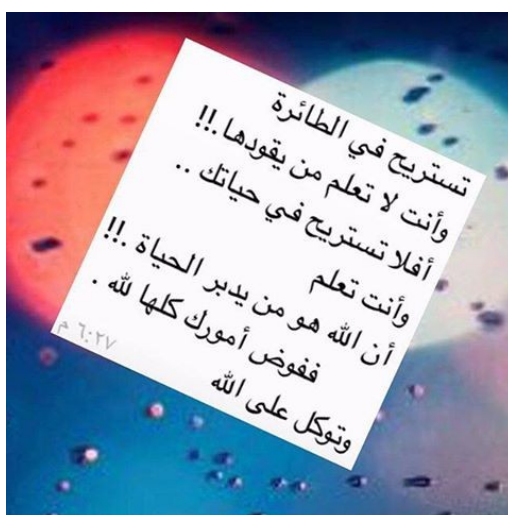 تستريح في الطائرة
وأنت لا تعلم من يقودها .!!
أفلا تستريح في حياتك ..
وأنت تعلم
أن الله هو من يدبر الحياة .!!
ففوض أمورك كلها لله .
وتوكل على الله
٦:٢٧ م